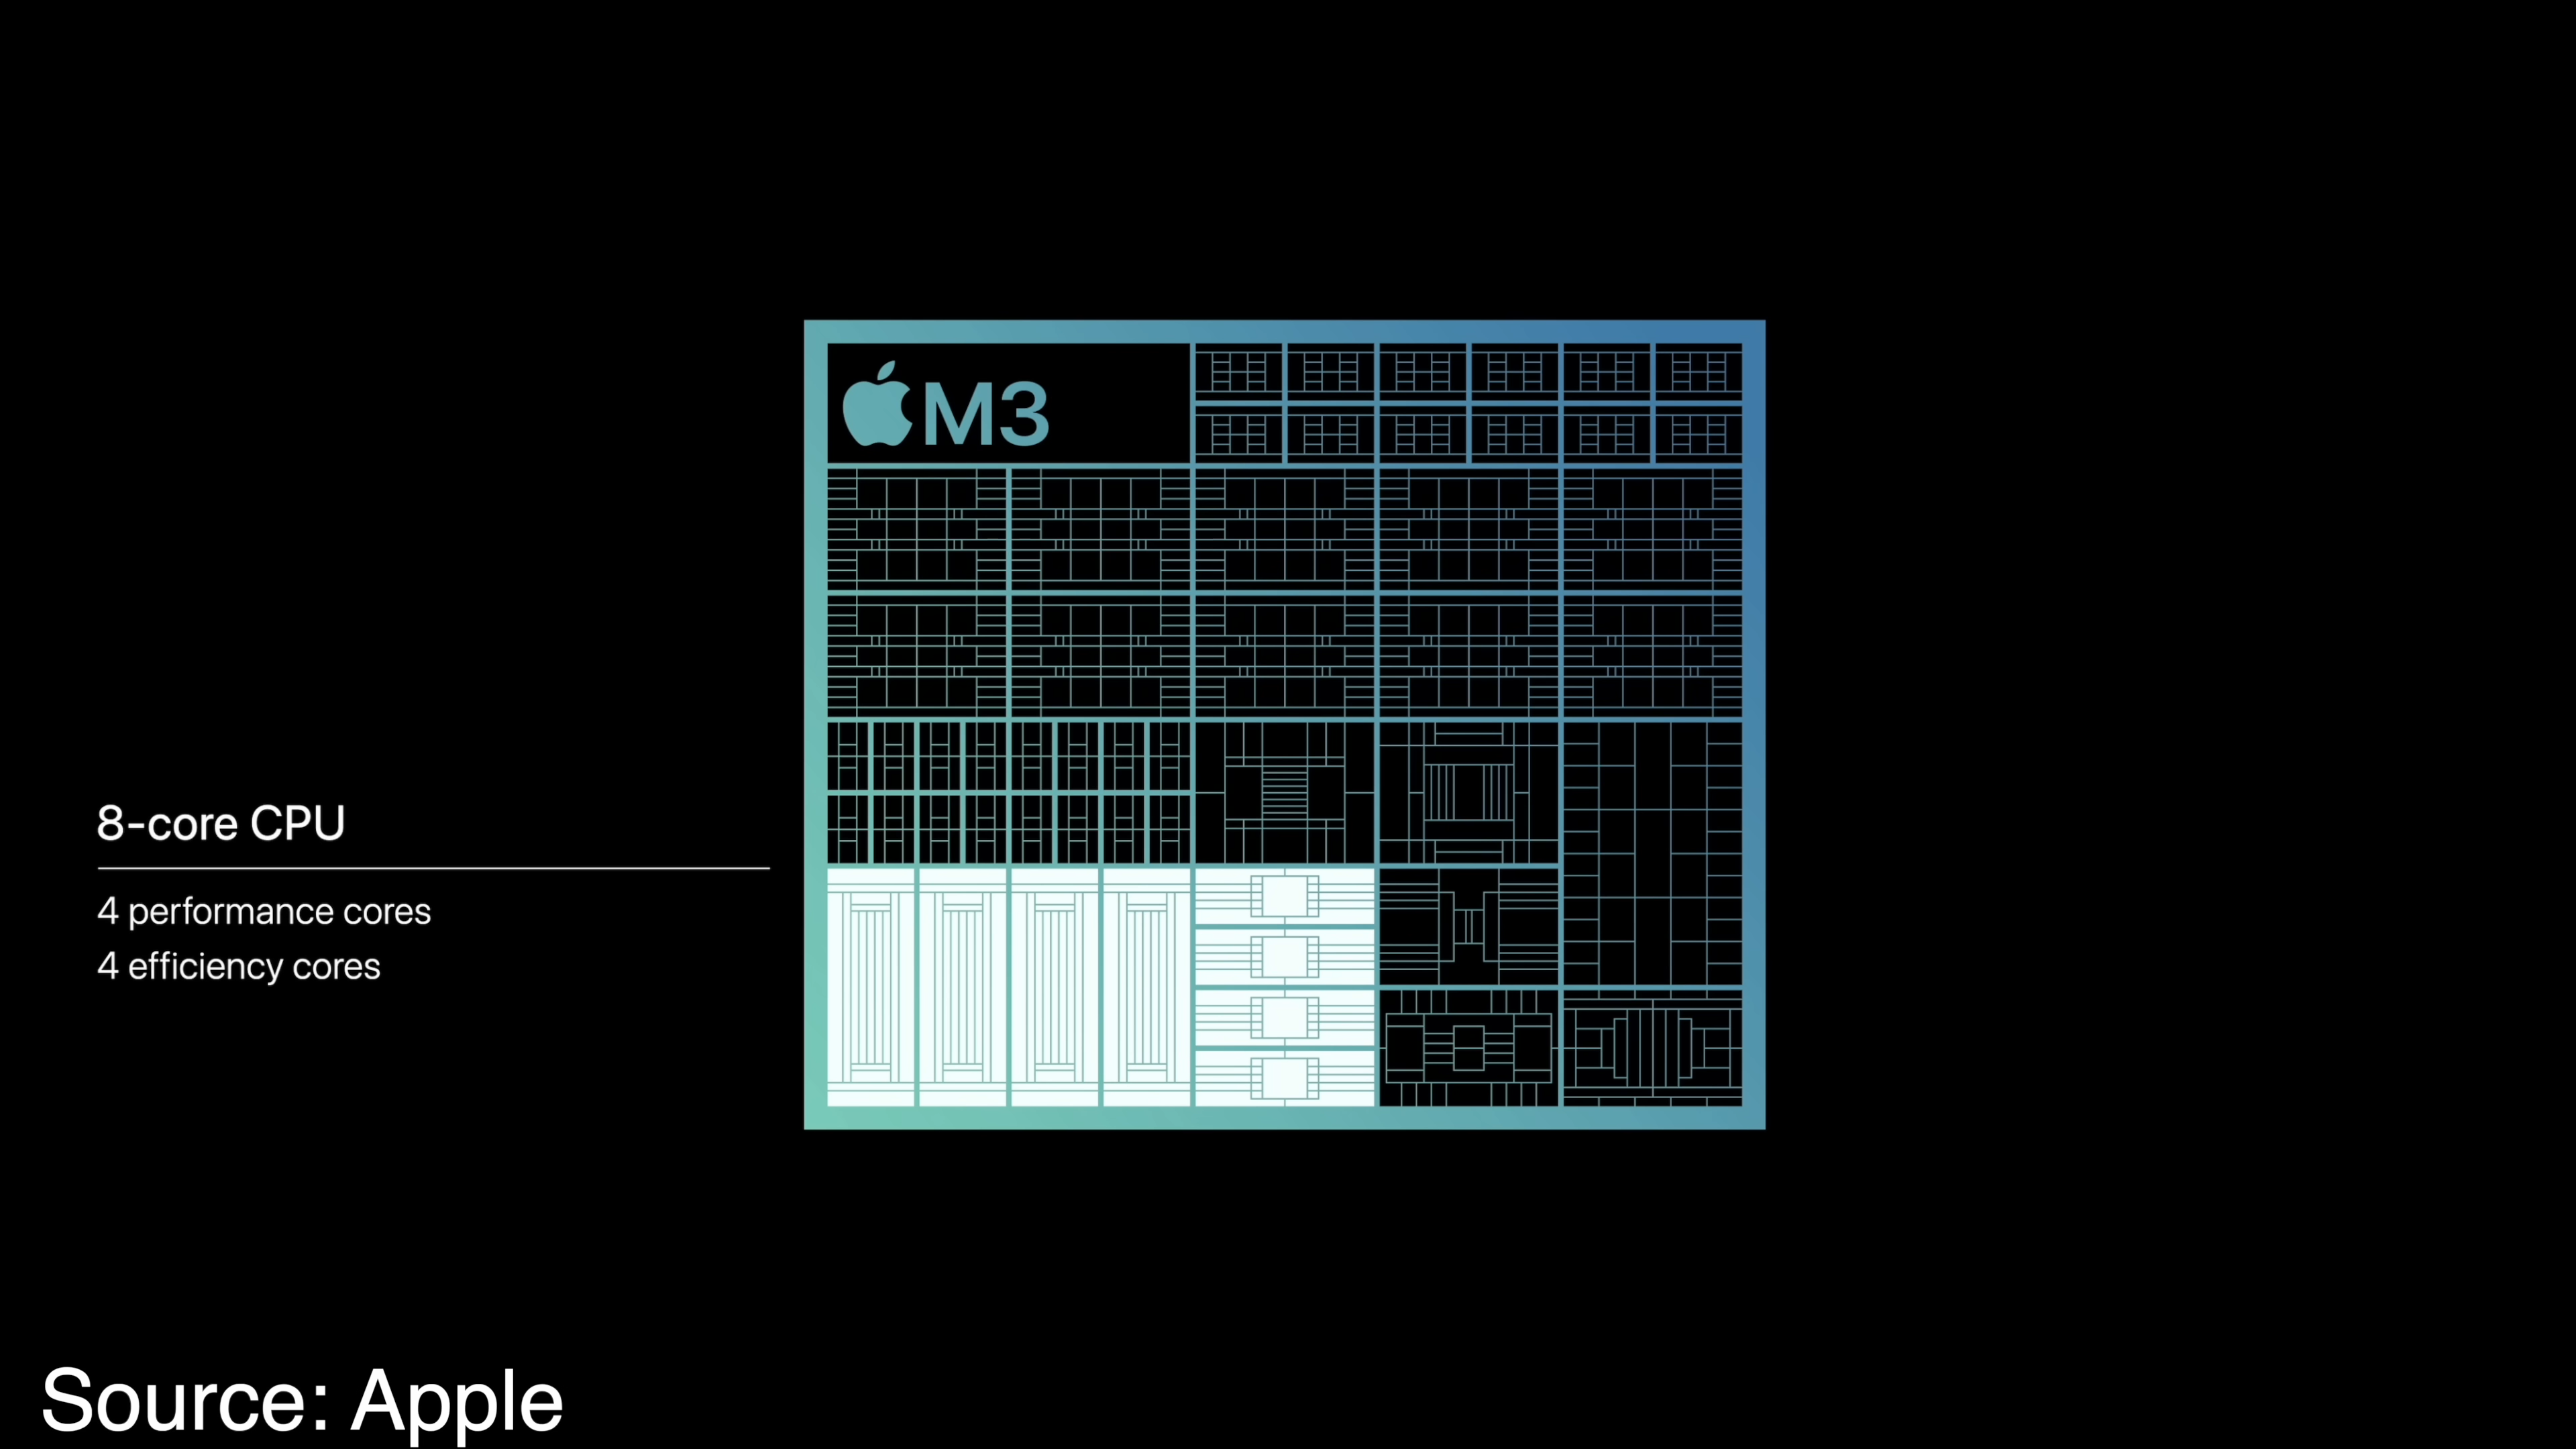 M3
8-core CPU
4 performance cores
4 efficiency cores
Source: Apple